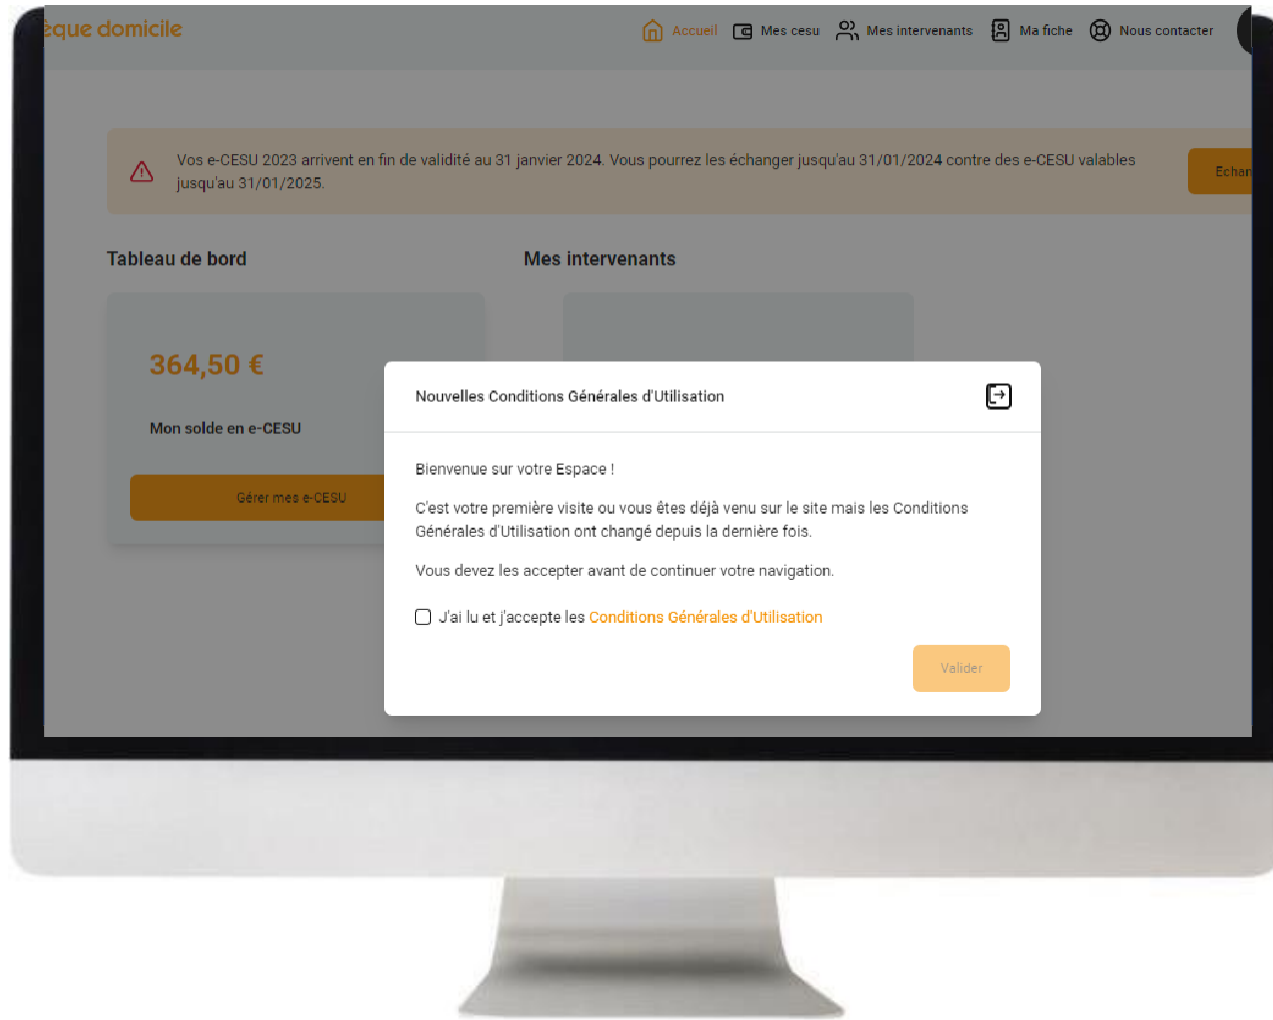 èque domicile
Accueil Mes cesu Mes intervenants Ma fiche Nous contacter
Vos e-CESU 2023 arrivent en fin de validité au 31 janvier 2024. Vous pourrez les échanger jusqu'au 31/01/2024 contre des e-CESU valables
jusqu'au 31/01/2025.
Echan
Tableau de bord
Mes intervenants
364,50 €
Mon solde en e-CESU
Gérer mes e-CESU
Nouvelles Conditions Générales d'Utilisation
Bienvenue sur votre Espace !
C'est votre première visite ou vous êtes déjà venu sur le site mais les Conditions
Générales d'Utilisation ont changé depuis la dernière fois.
Vous devez les accepter avant de continuer votre navigation.
J'ai lu et j'accepte les Conditions Générales d'Utilisation
Valider